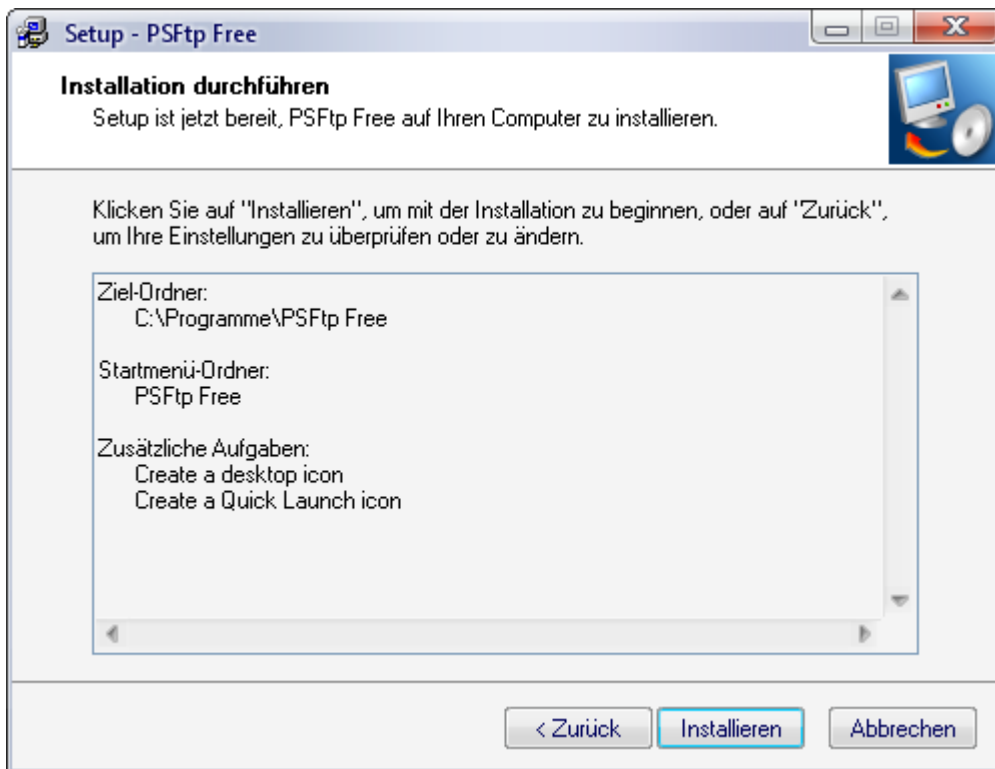 Setup - PSFtp Free
Installation durchführen
Setup ist jetzt bereit, PSFtp Free auf Ihren Computer zu installieren.
Klicken Sie auf "Installieren", um mit der Installation zu beginnen, oder auf "Zurück",
um Ihre Einstellungen zu überprüfen oder zu ändern.
Ziel-Ordner:
C:\Programme\PSFtp Free
Startmenü-Ordner:
PSFtp Free
Zusätzliche Aufgaben:
Create a desktop icon
Create a Quick Launch icon
< Zurück Installieren Abbrechen